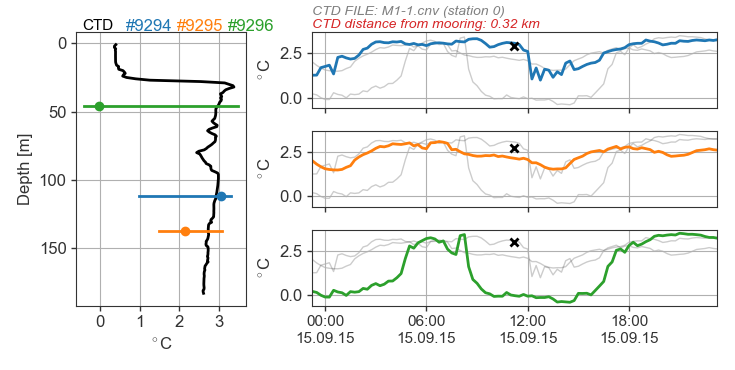 CTD FILE: M1-1.cnv (station 0)
CTD #9294 #9295 #9296
CTD distance from mooring: 0.32 km
0
50
100
150
Depth [m]
0 1 2 3
°C
°C
2.5
0.0
°C
2.5
0.0
°C
2.5
0.0
00:00 06:00 12:00 18:00
15.09.15 15.09.15 15.09.15 15.09.15